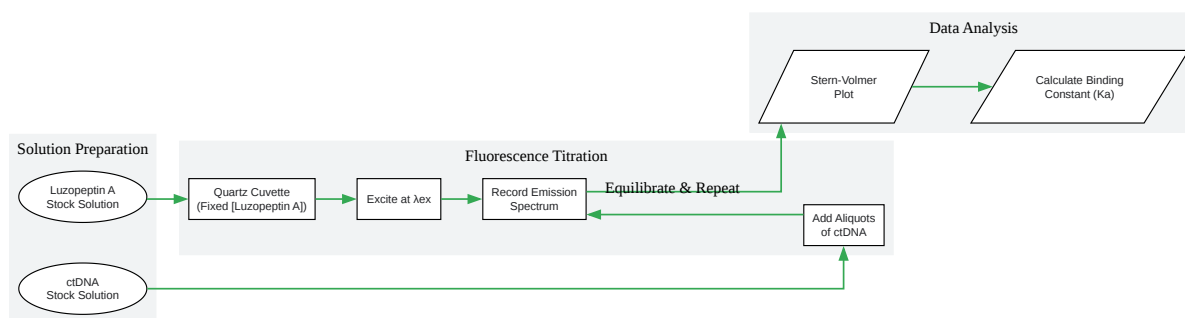 Data Analysis
Stern-Volmer
Plot
Calculate Binding
Constant (Ka)
Solution Preparation
Luzopeptin A
Stock Solution
ctDNA
Stock Solution
Fluorescence Titration
Quartz Cuvette
(Fixed [Luzopeptin A])
Excite at λex
Record Emission
Spectrum
Equilibrate & Repeat
Add Aliquots
of ctDNA